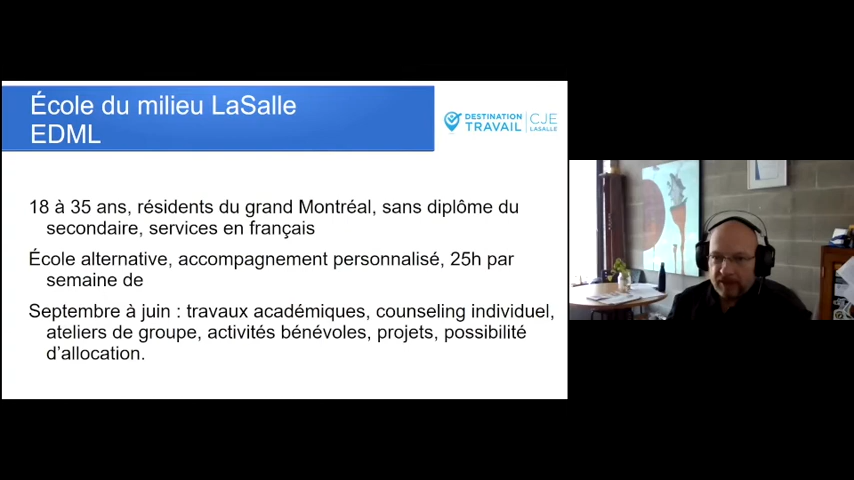 École du milieu LaSalle
EDML
DESTINATION
TRAVAIL
CJE
LASALLE
18 à 35 ans, résidents du grand Montréal, sans diplôme du
secondaire, services en français
École alternative, accompagnement personnalisé, 25h par
semaine de
Septembre à juin : travaux académiques, counseling individuel,
ateliers de groupe, activités bénévoles, projets, possibilité
d’allocation.